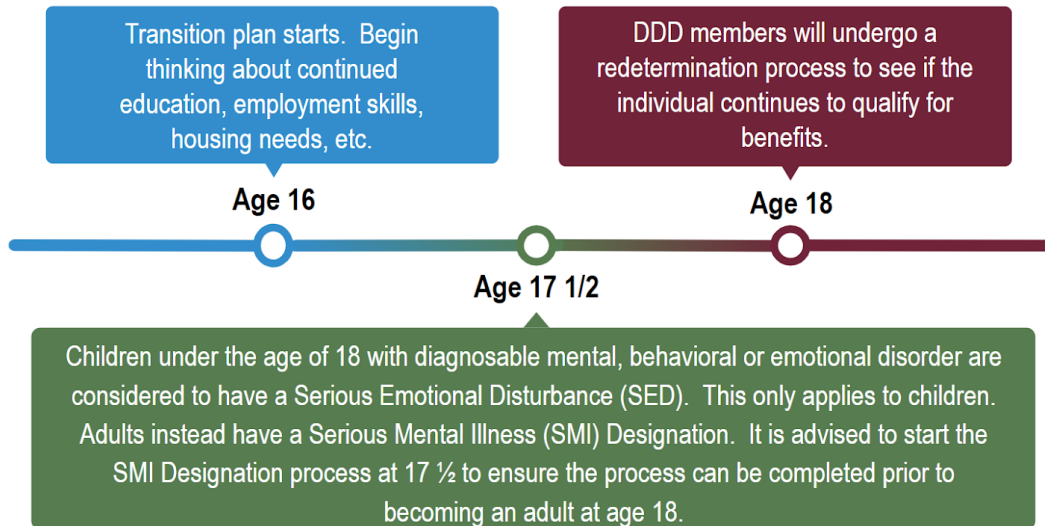 Transition plan starts.  Begin
thinking about continued
education, employment skills,
housing needs, etc.
DDD members will undergo a
redetermination process to see if the
individual continues to qualify for
benefits.
Age 16
Age 18
Age 17 1/2
Children under the age of 18 with diagnosable mental, behavioral or emotional disorder are
considered to have a Serious Emotional Disturbance (SED).  This only applies to children.
Adults instead have a Serious Mental Illness (SMI) Designation.  It is advised to start the
SMI Designation process at 17 ½ to ensure the process can be completed prior to
becoming an adult at age 18.